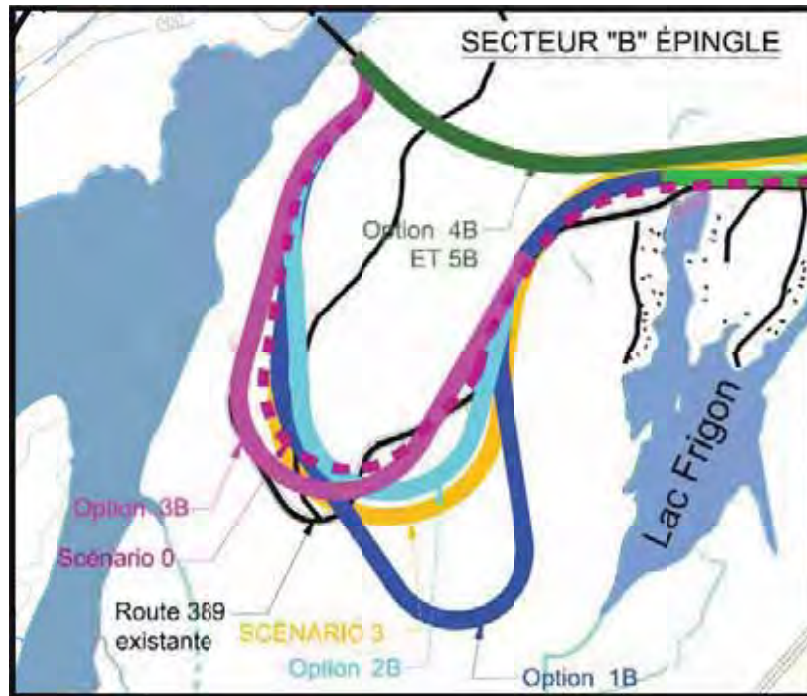 SECTEUR "B" ÉPINGLE
Option 4B
ET 5B
Lac Frigon
Option 3B
Scénario 0
Route 389
existante
SCÉNARIO 3
Option 2B
Option 1B